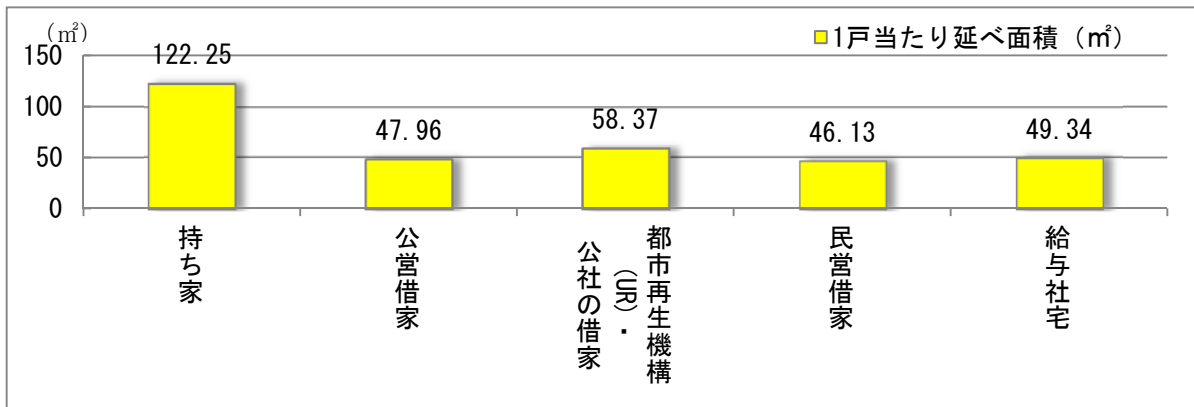 (㎡)
1戸当たり延べ面積（㎡）
150
100
50
0
122.25
47.96
58.37
46.13
49.34
持ち家
公営借家
都市再生機構
(UR)・
公社の借家
民営借家
給与社宅